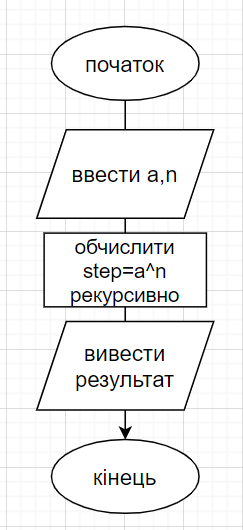 початок
ввести a,n
обчислити
step=a^n
рекурсивно
вивести
результат
кінець